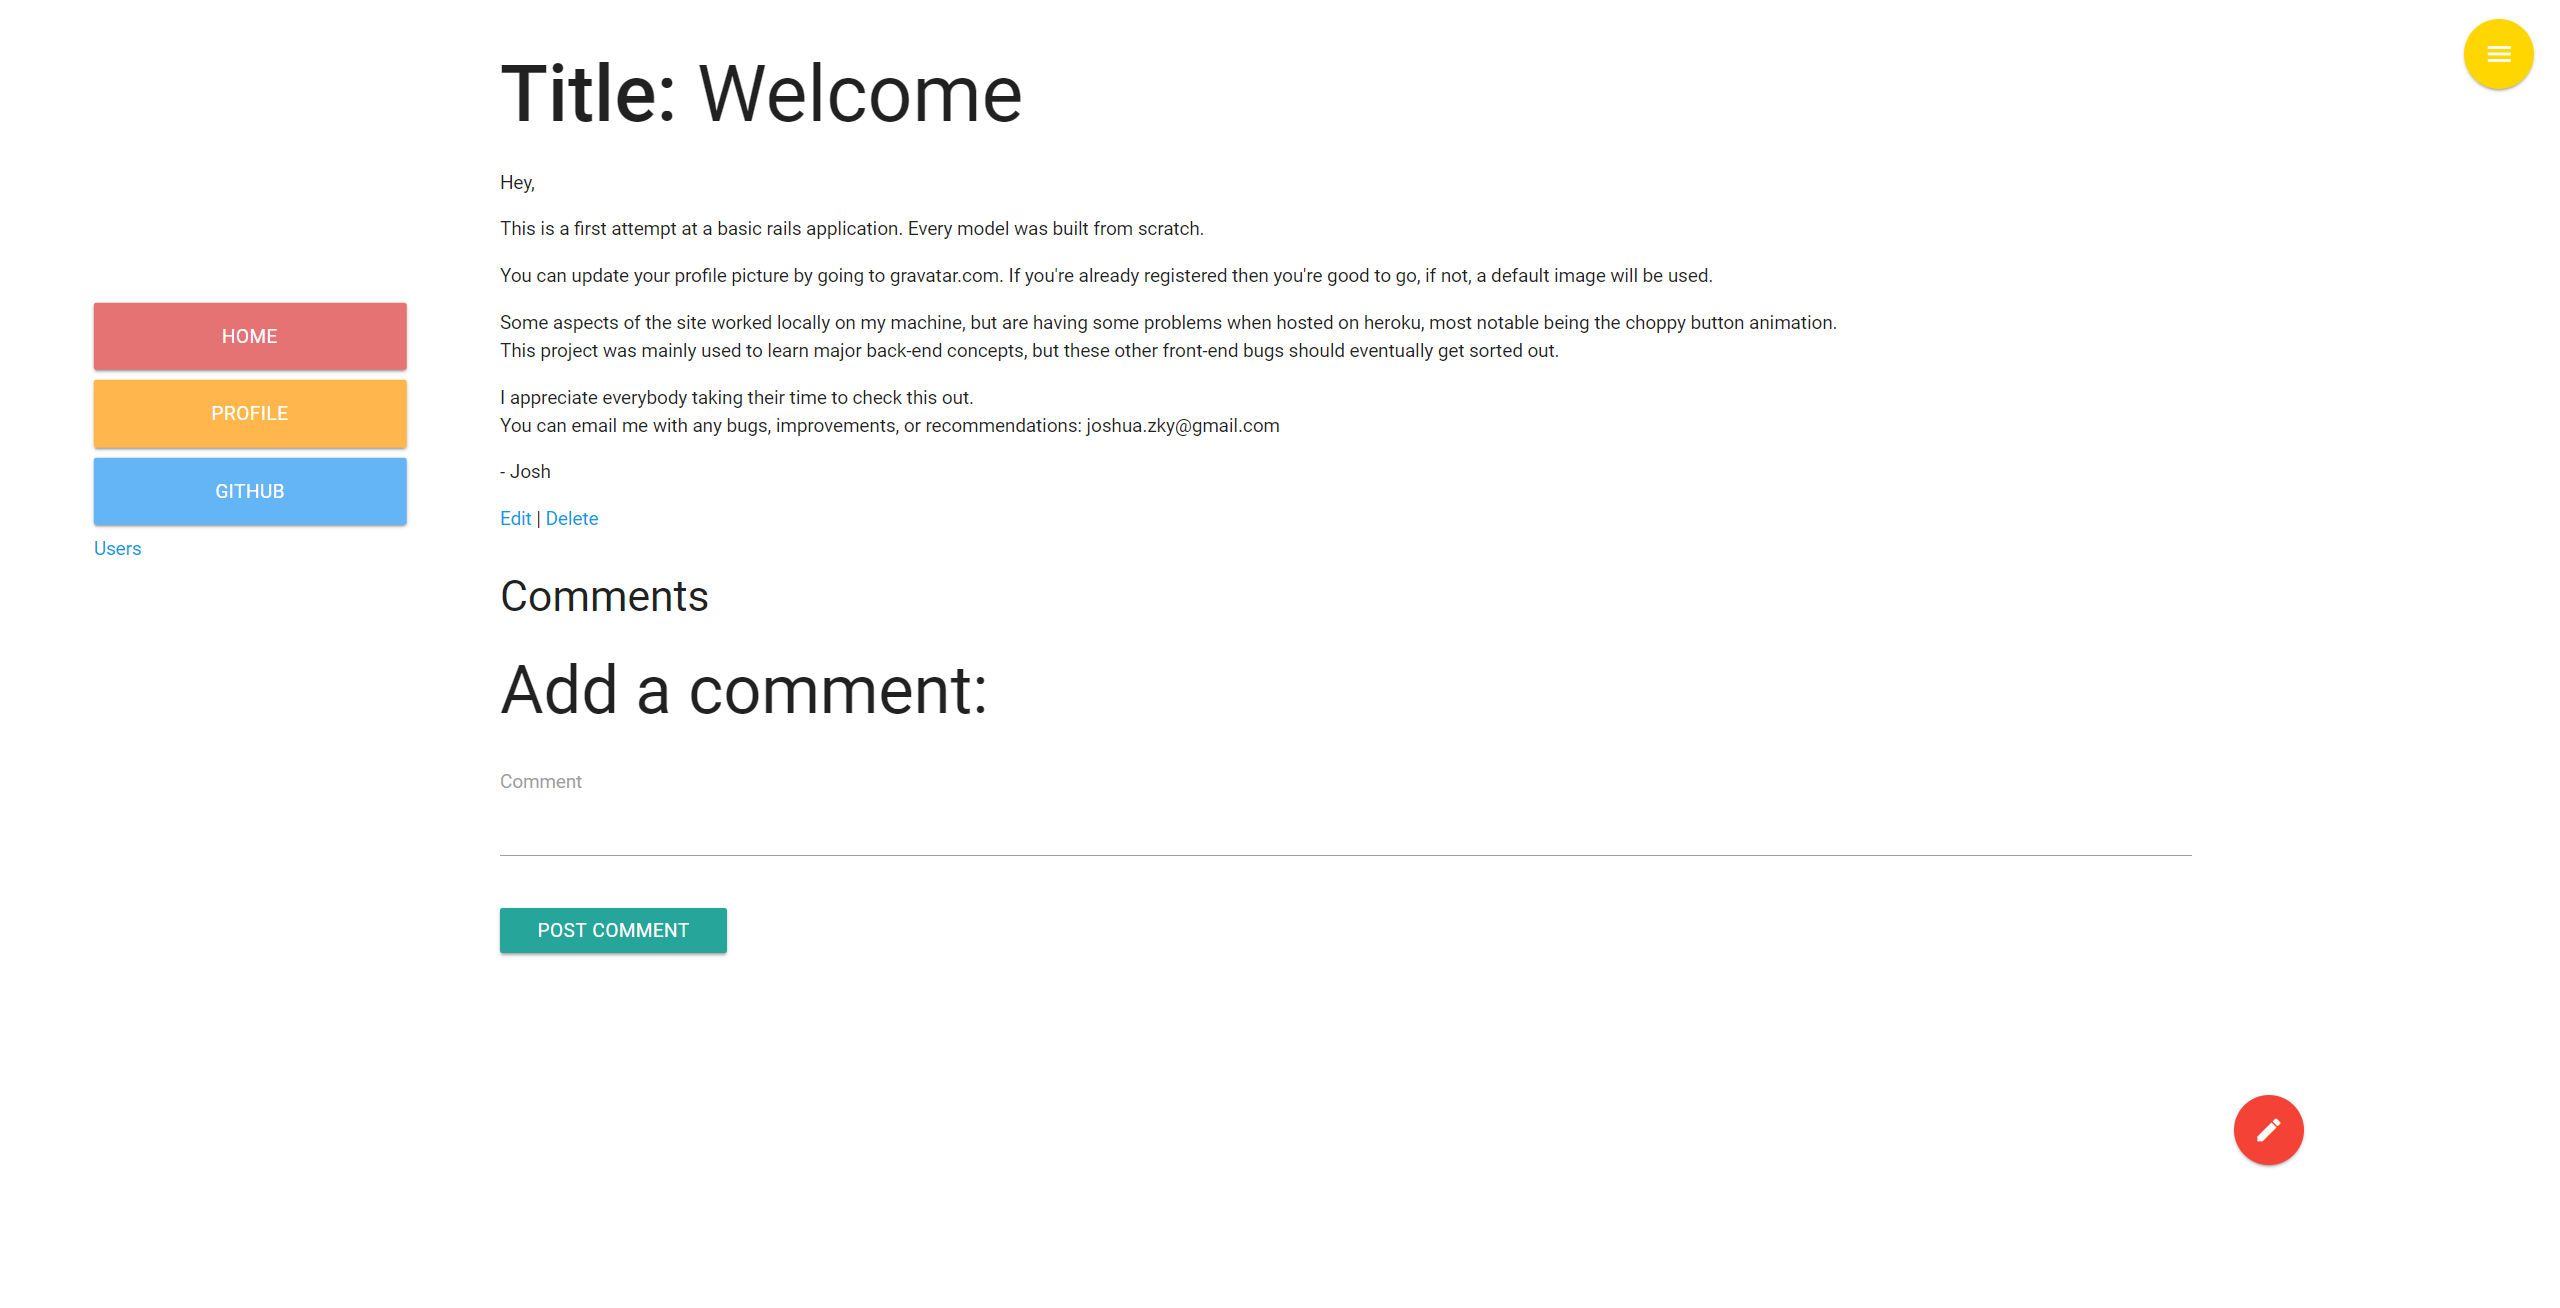 Title: Welcome
Hey,
This is a first attempt at a basic rails application. Every model was built from scratch.
You can update your profile picture by going to gravatar.com. If you're already registered then you're good to go, if not, a default image will be used.
Some aspects of the site worked locally on my machine, but are having some problems when hosted on heroku, most notable being the choppy button animation.
This project was mainly used to learn major back-end concepts, but these other front-end bugs should eventually get sorted out.
I appreciate everybody taking their time to check this out.
You can email me with any bugs, improvements, or recommendations: joshua.zky@gmail.com
- Josh
Edit | Delete
HOME
PROFILE
GITHUB
Users
Comments
Add a comment:
Comment
POST COMMENT